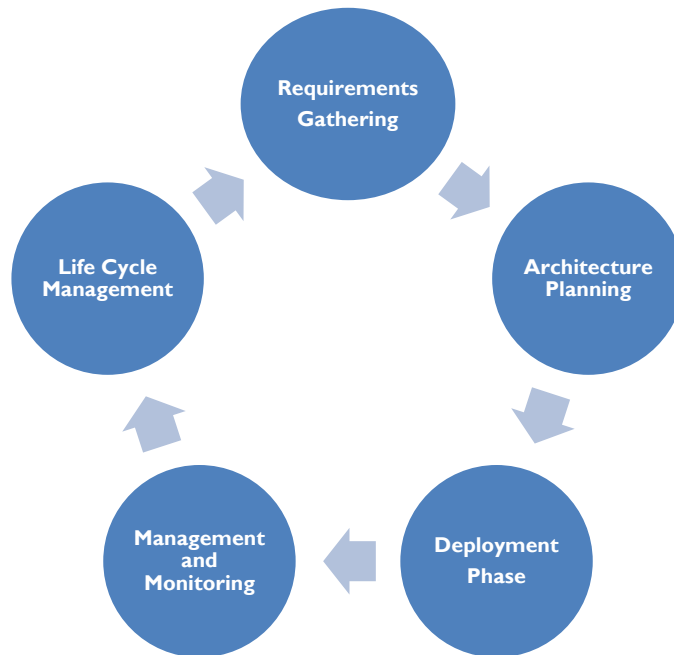 Requirements
Gathering
Architecture
Planning
Deployment
Phase
Management
and
Monitoring
Life Cycle
Management